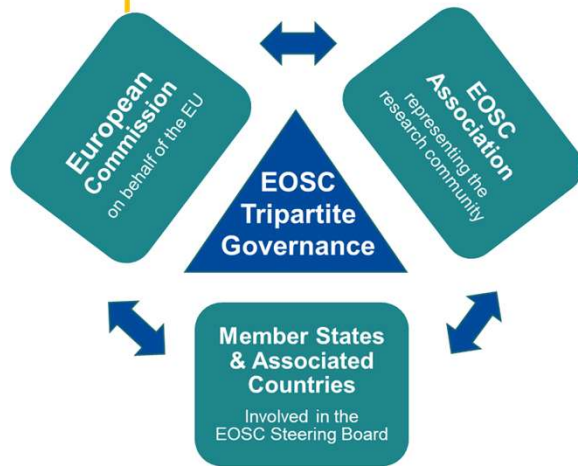 European
Commission
on behalf of the EU
EOSC
Association
representing the
research community
EOSC
Tripartite
Governance
Member States
& Associated
Countries
Involved in the
EOSC Steering Board